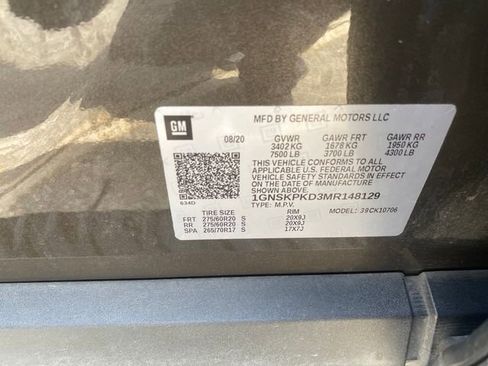 MFD BY GENERAL MOTORS LLC
GM
08/20 GVWR GAWR FRT GAWR RR
3402 KG 1678 KG 1950 KG
7500 LB 3700 LB 4300 LB
THIS VEHICLE CONFORMS TO ALL
APPLICABLE U.S. FEDERAL MOTOR
VEHICLE SAFETY STANDARDS IN EFFECT
ON THE DATE OF MANUFACTURE SHOWN ABOVE.
1GNSKPKD3MR148129
634D TYPE: M.P.V. MODEL: 39CK10706
TIRE SIZE RIM
FRT 275/60R20 S 20X9J
RR 275/60R20 S 20X9J
SPA 265/70R17 S 17X7J